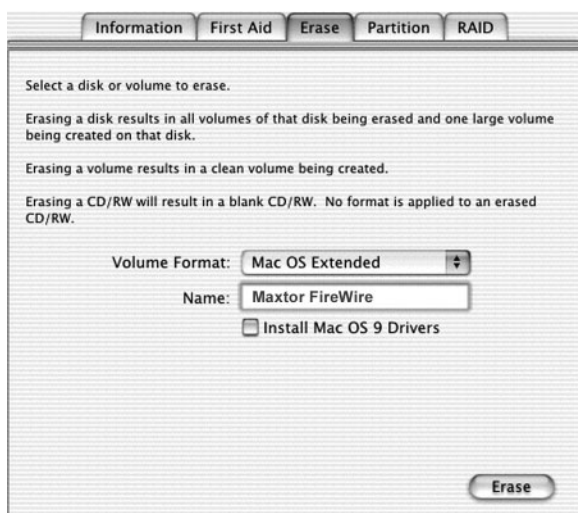 Information First Aid Erase Partition RAID
Select a disk or volume to erase.
Erasing a disk results in all volumes of that disk being erased and one large volume
being created on that disk.
Erasing a volume results in a clean volume being created.
Erasing a CD/RW will result in a blank CD/RW. No format is applied to an erased
CD/RW.
Volume Format: Mac OS Extended
Name: Maxtor FireWire
Install Mac OS 9 Drivers
Erase